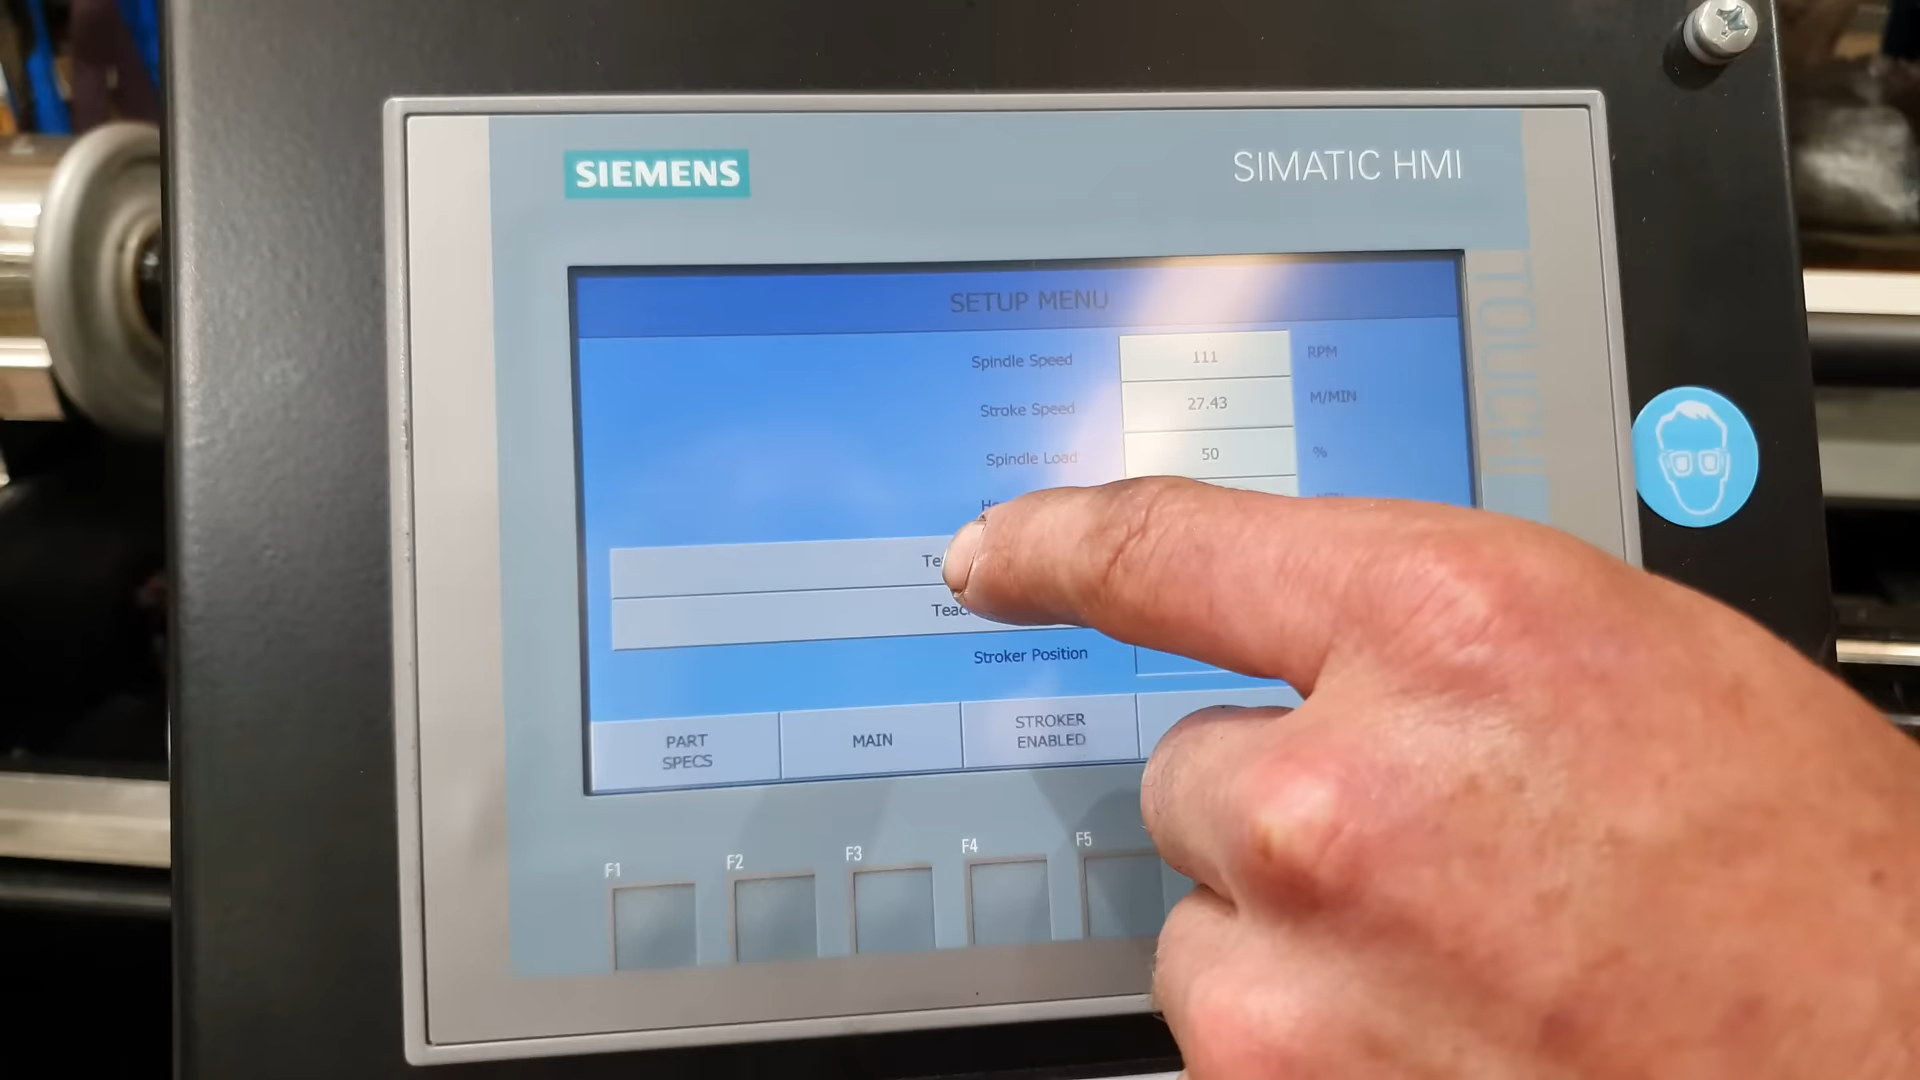 SIEMENS
SIMATIC HMI
TOUCH
SETUP MENU
Spindle Speed 111 RPM
Stroke Speed 27.43 M/MIN
Spindle Load 50 %
Stroker Position
PART
SPECS
MAIN
STROKER
ENABLED
F1
F2
F3
F4
F5